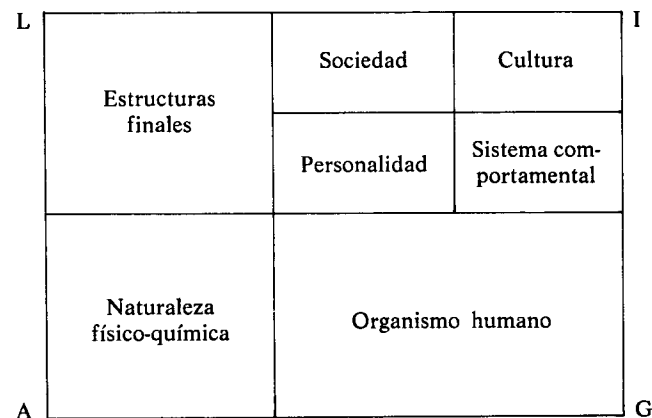 L
I
Estructuras
finales
Sociedad
Cultura
Personalidad
Sistema com-
portamental
Naturaleza
físico-química
Organismo humano
A
G